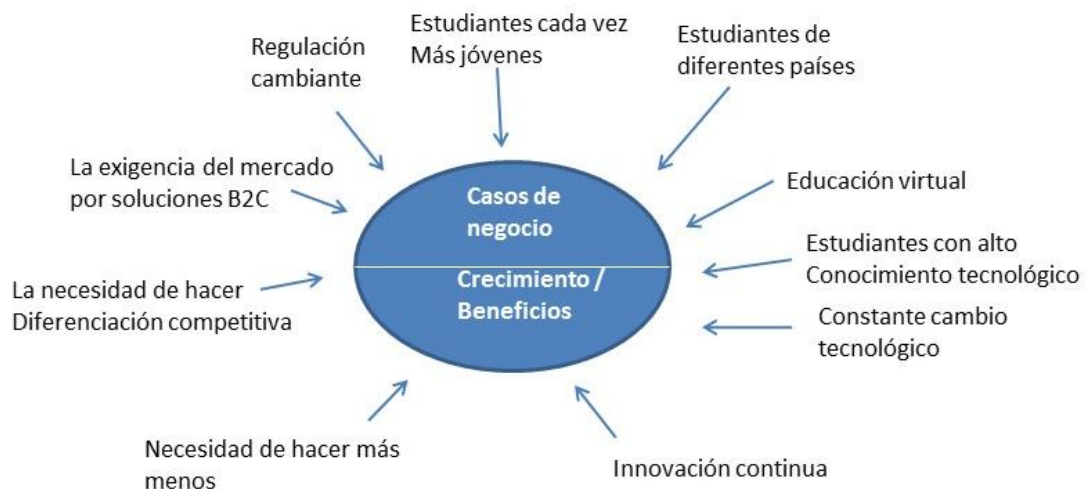 Estudiantes cada vez
Más jóvenes
Estudiantes de
diferentes países
Regulación
cambiante
La exigencia del mercado
por soluciones B2C
Casos de
negocio
Educación virtual
Estudiantes con alto
Conocimiento tecnológico
Crecimiento /
Beneficios
La necesidad de hacer
Diferenciación competitiva
Constante cambio
tecnológico
Necesidad de hacer más
menos
Innovación continua